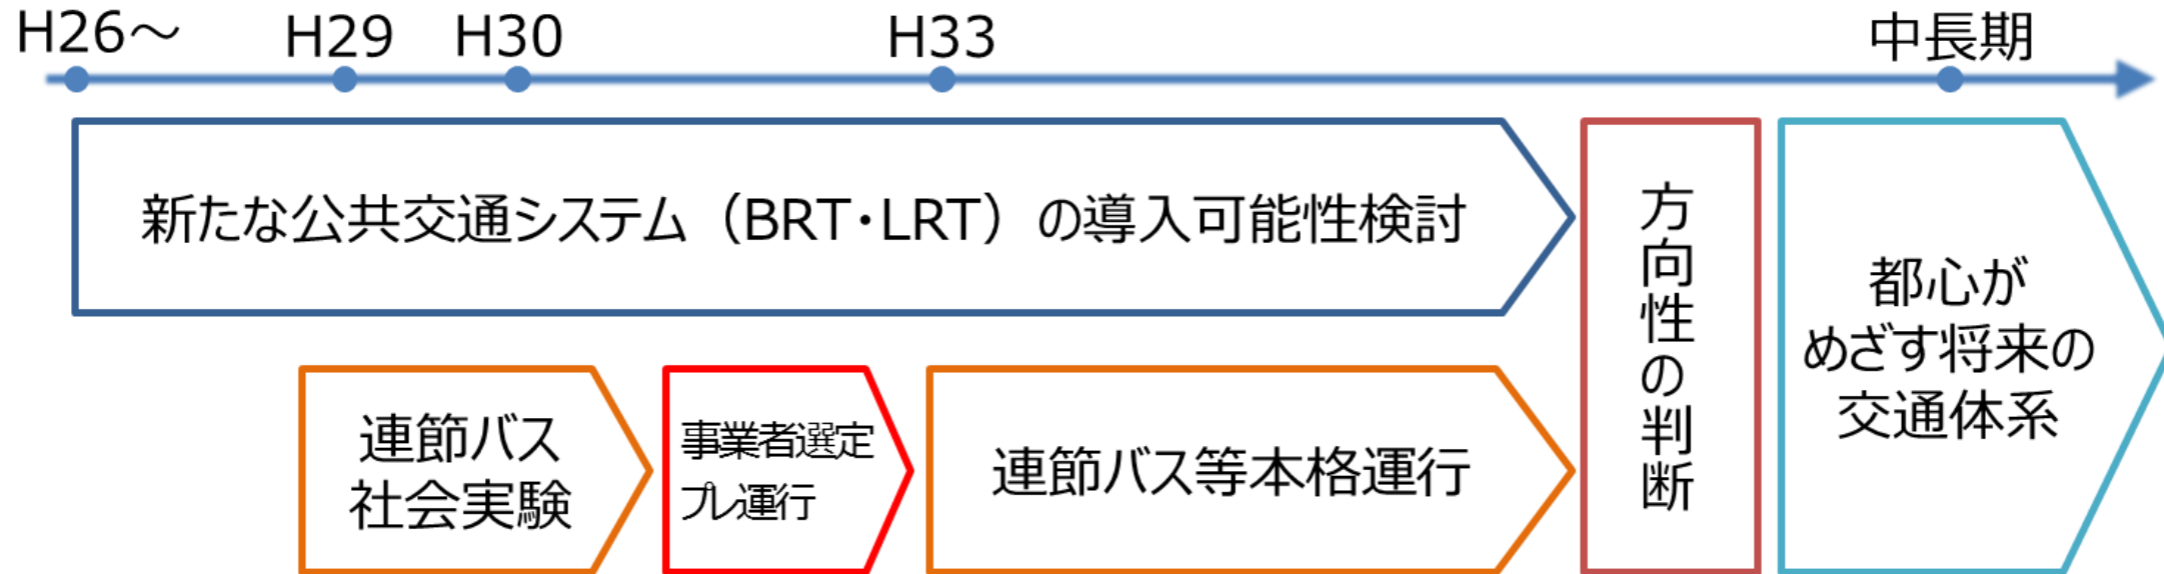 H26～ H29 H30 H33 中長期
新たな公共交通システム（BRT・LRT）の導入可能性検討
連節バス
社会実験
事業者選定
プレ運行
連節バス等本格運行
方向性の判断
都心が
めざす将来の
交通体系